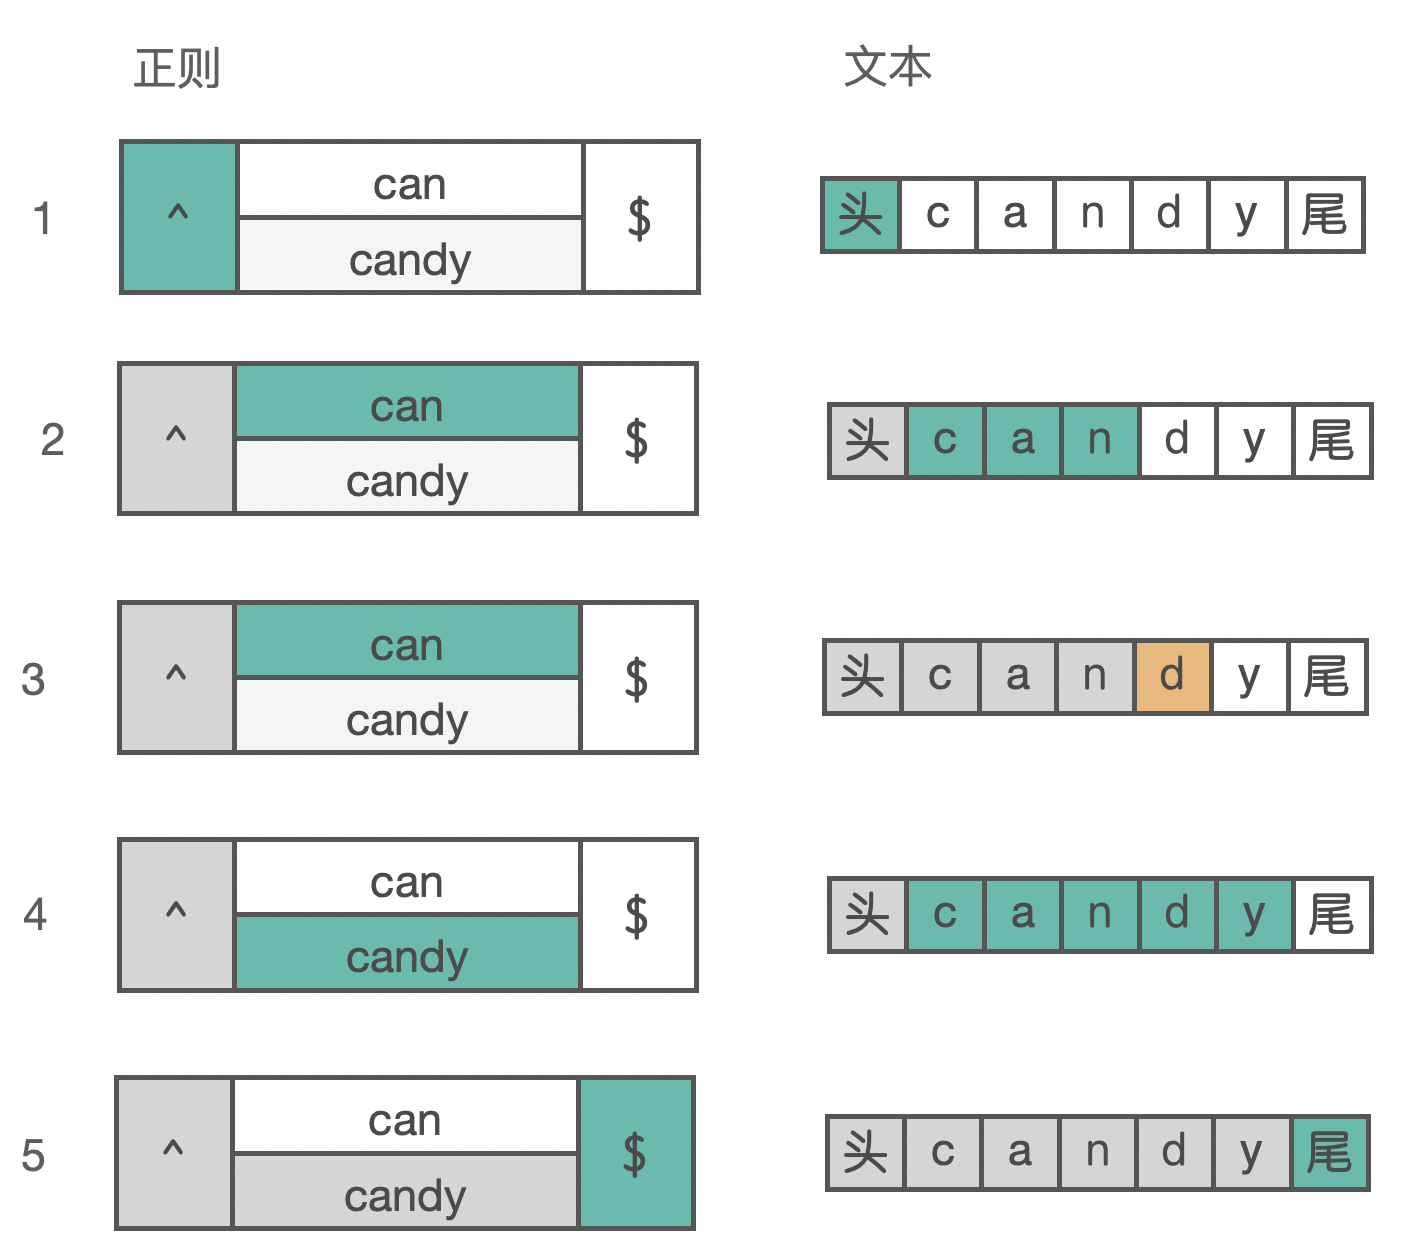 正则 文本
1 ^ can candy $ 头 c a n d y 尾
2 ^ can candy $ 头 c a n d y 尾
3 ^ can candy $ 头 c a n d y 尾
4 ^ can candy $ 头 c a n d y 尾
5 ^ can candy $ 头 c a n d y 尾